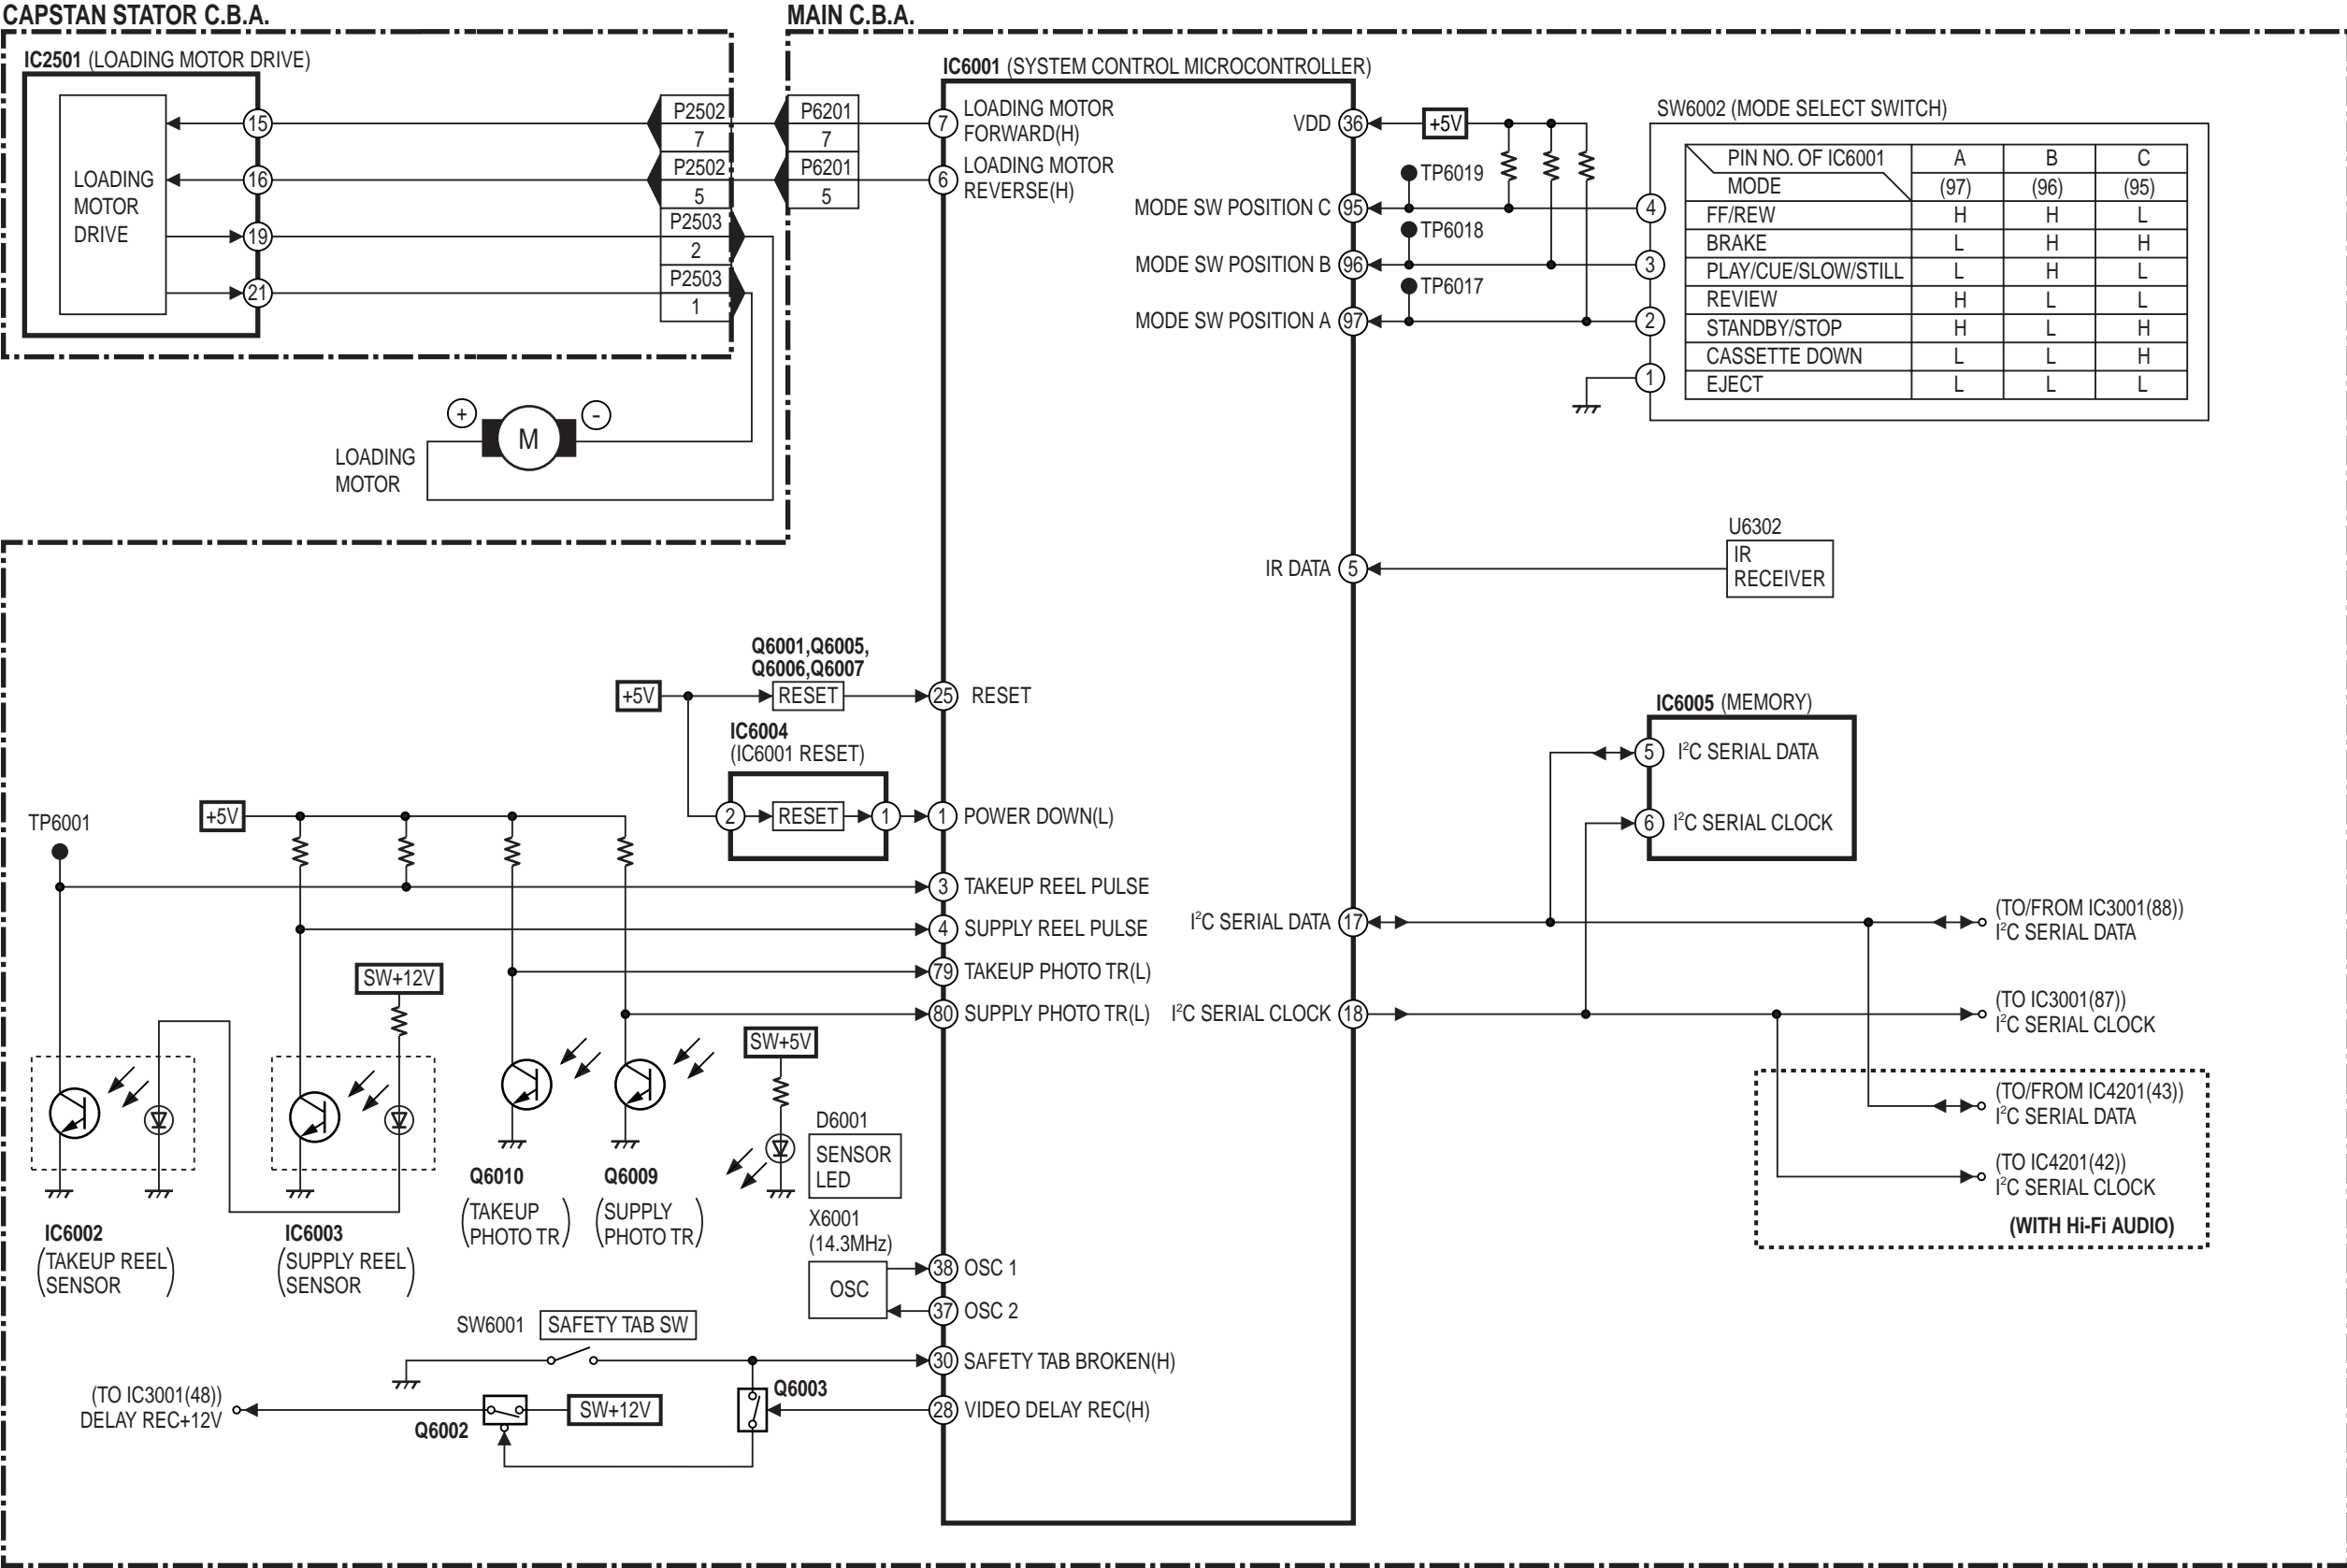 CAPSTAN STATOR C.B.A.
IC2501 (LOADING MOTOR DRIVE)
LOADING
MOTOR
DRIVE
15
16
19
21
P2502
7
P2502
5
P2503
2
P2503
1
+
M
-
LOADING
MOTOR
MAIN C.B.A.
P6201
7
P6201
5
IC6001 (SYSTEM CONTROL MICROCONTROLLER)
7 LOADING MOTOR
FORWARD(H)
6 LOADING MOTOR
REVERSE(H)
VDD 36
+5V
TP6019
MODE SW POSITION C 95
TP6018
MODE SW POSITION B 96
TP6017
MODE SW POSITION A 97
SW6002 (MODE SELECT SWITCH)
4
3
2
1
PIN NO. OF IC6001 A B C
MODE (97) (96) (95)
FF/REW H H L
BRAKE L H H
PLAY/CUE/SLOW/STILL L H L
REVIEW H L L
STANDBY/STOP H L H
CASSETTE DOWN L L H
EJECT L L L
IR DATA 5
U6302
IR
RECEIVER
Q6001,Q6005,
Q6006,Q6007
+5V
RESET
25 RESET
IC6004
(IC6001 RESET)
2 RESET 1
1 POWER DOWN(L)
TP6001
+5V
3 TAKEUP REEL PULSE
4 SUPPLY REEL PULSE
79 TAKEUP PHOTO TR(L)
80 SUPPLY PHOTO TR(L)
SW+12V
SW+5V
IC6002
(TAKEUP REEL
SENSOR)
IC6003
(SUPPLY REEL
SENSOR)
Q6010
(TAKEUP
PHOTO TR)
Q6009
(SUPPLY
PHOTO TR)
D6001
SENSOR
LED
X6001
(14.3MHz)
OSC
38 OSC 1
37 OSC 2
SW6001 SAFETY TAB SW
30 SAFETY TAB BROKEN(H)
Q6003
28 VIDEO DELAY REC(H)
(TO IC3001(48))
DELAY REC+12V
Q6002
SW+12V
IC6005 (MEMORY)
5 I²C SERIAL DATA
6 I²C SERIAL CLOCK
I²C SERIAL DATA 17
I²C SERIAL CLOCK 18
(TO/FROM IC3001(88))
I²C SERIAL DATA
(TO IC3001(87))
I²C SERIAL CLOCK
(TO/FROM IC4201(43))
I²C SERIAL DATA
(TO IC4201(42))
I²C SERIAL CLOCK
(WITH Hi-Fi AUDIO)